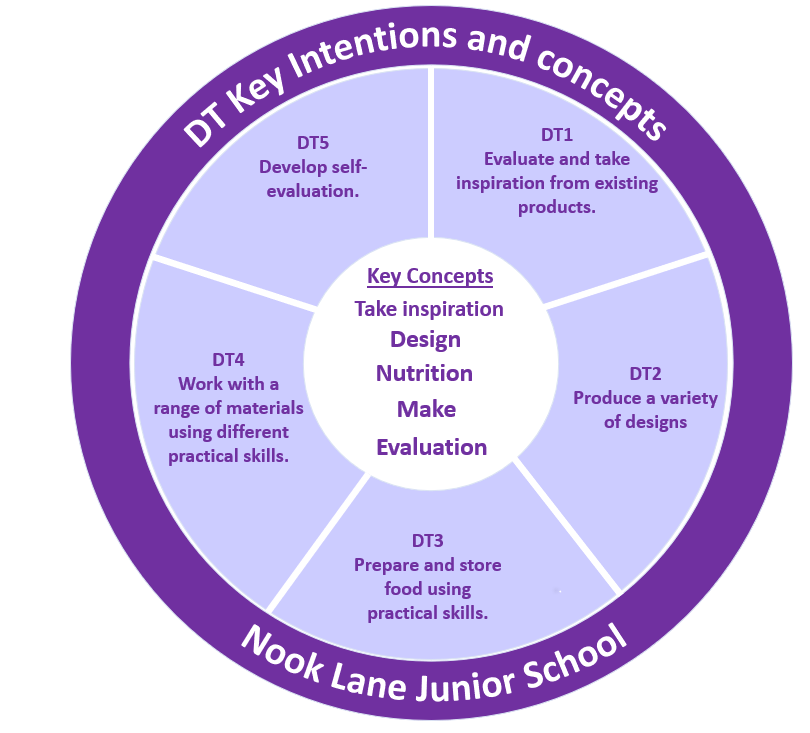 DT Key Intentions and concepts
DT1
Evaluate and take
inspiration from existing
products.
DT2
Produce a variety
of designs
DT3
Prepare and store
food using
practical skills.
DT4
Work with a
range of materials
using different
practical skills.
DT5
Develop self-
evaluation.
Key Concepts
Take inspiration
Design
Nutrition
Make
Evaluation
Nook Lane Junior School